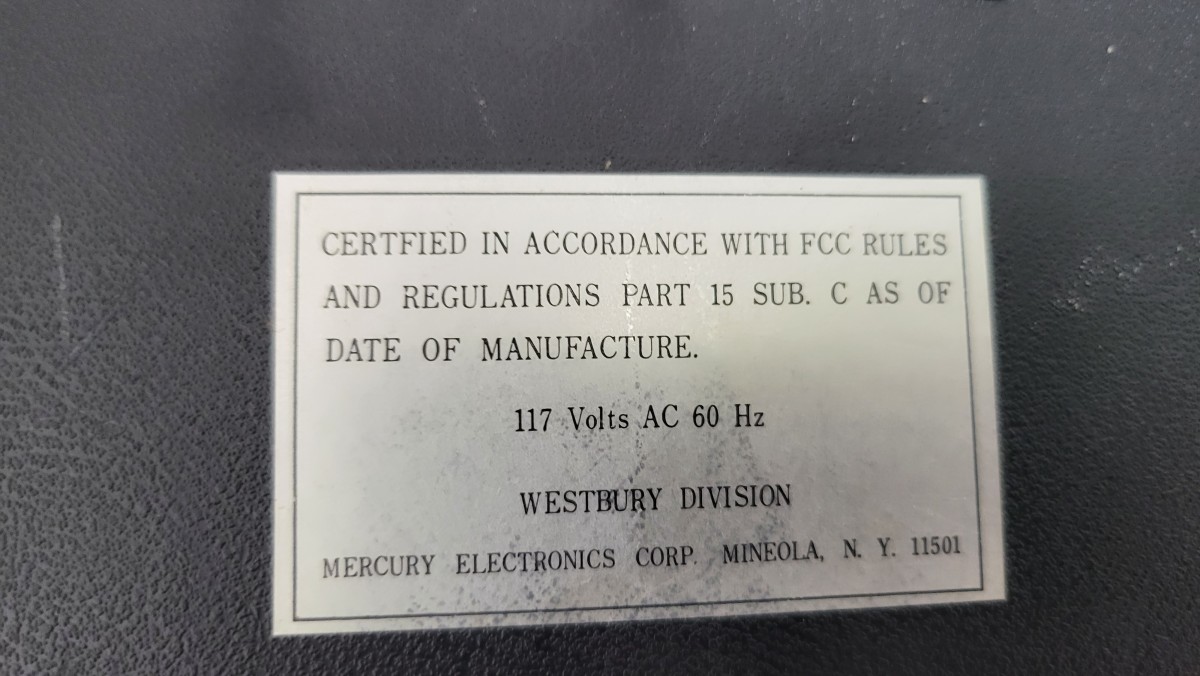 CERTFIED IN ACCORDANCE WITH FCC RULES
AND REGULATIONS PART 15 SUB. C AS OF
DATE OF MANUFACTURE.
117 Volts AC 60 Hz
WESTBURY DIVISION
MERCURY ELECTRONICS CORP. MINEOLA, N. Y. 11501